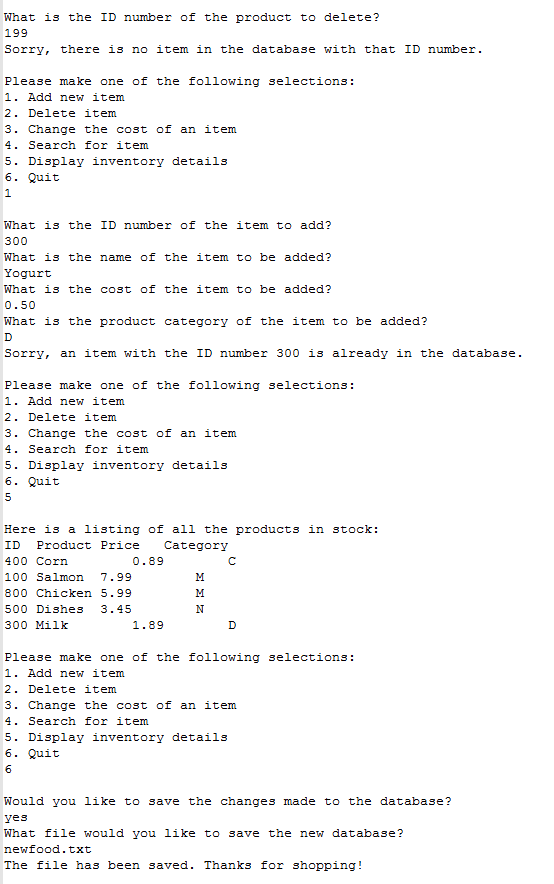 What is the ID number of the product to delete?
199
Sorry, there is no item in the database with that ID number.

Please make one of the following selections:
1. Add new item
2. Delete item
3. Change the cost of an item
4. Search for item
5. Display inventory details
6. Quit
1

What is the ID number of the item to add?
300
What is the name of the item to be added?
Yogurt
What is the cost of the item to be added?
0.50
What is the product category of the item to be added?
D
Sorry, an item with the ID number 300 is already in the database.

Please make one of the following selections:
1. Add new item
2. Delete item
3. Change the cost of an item
4. Search for item
5. Display inventory details
6. Quit
5

Here is a listing of all the products in stock:
ID  Product Price   Category
400 Corn        0.89        C
100 Salmon  7.99        M
800 Chicken 5.99        M
500 Dishes  3.45        N
300 Milk        1.89        D

Please make one of the following selections:
1. Add new item
2. Delete item
3. Change the cost of an item
4. Search for item
5. Display inventory details
6. Quit
6

Would you like to save the changes made to the database?
yes
What file would you like to save the new database?
newfood.txt
The file has been saved. Thanks for shopping!